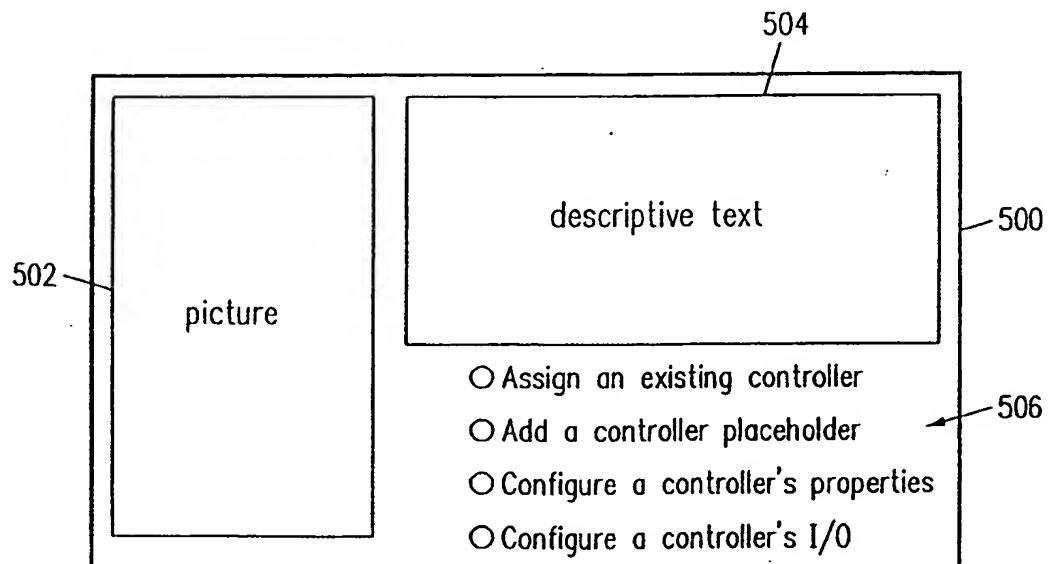 504
descriptive text
500
502
picture
Assign an existing controller
506
Add a controller placeholder
Configure a controller's properties
Configure a controller's I/O